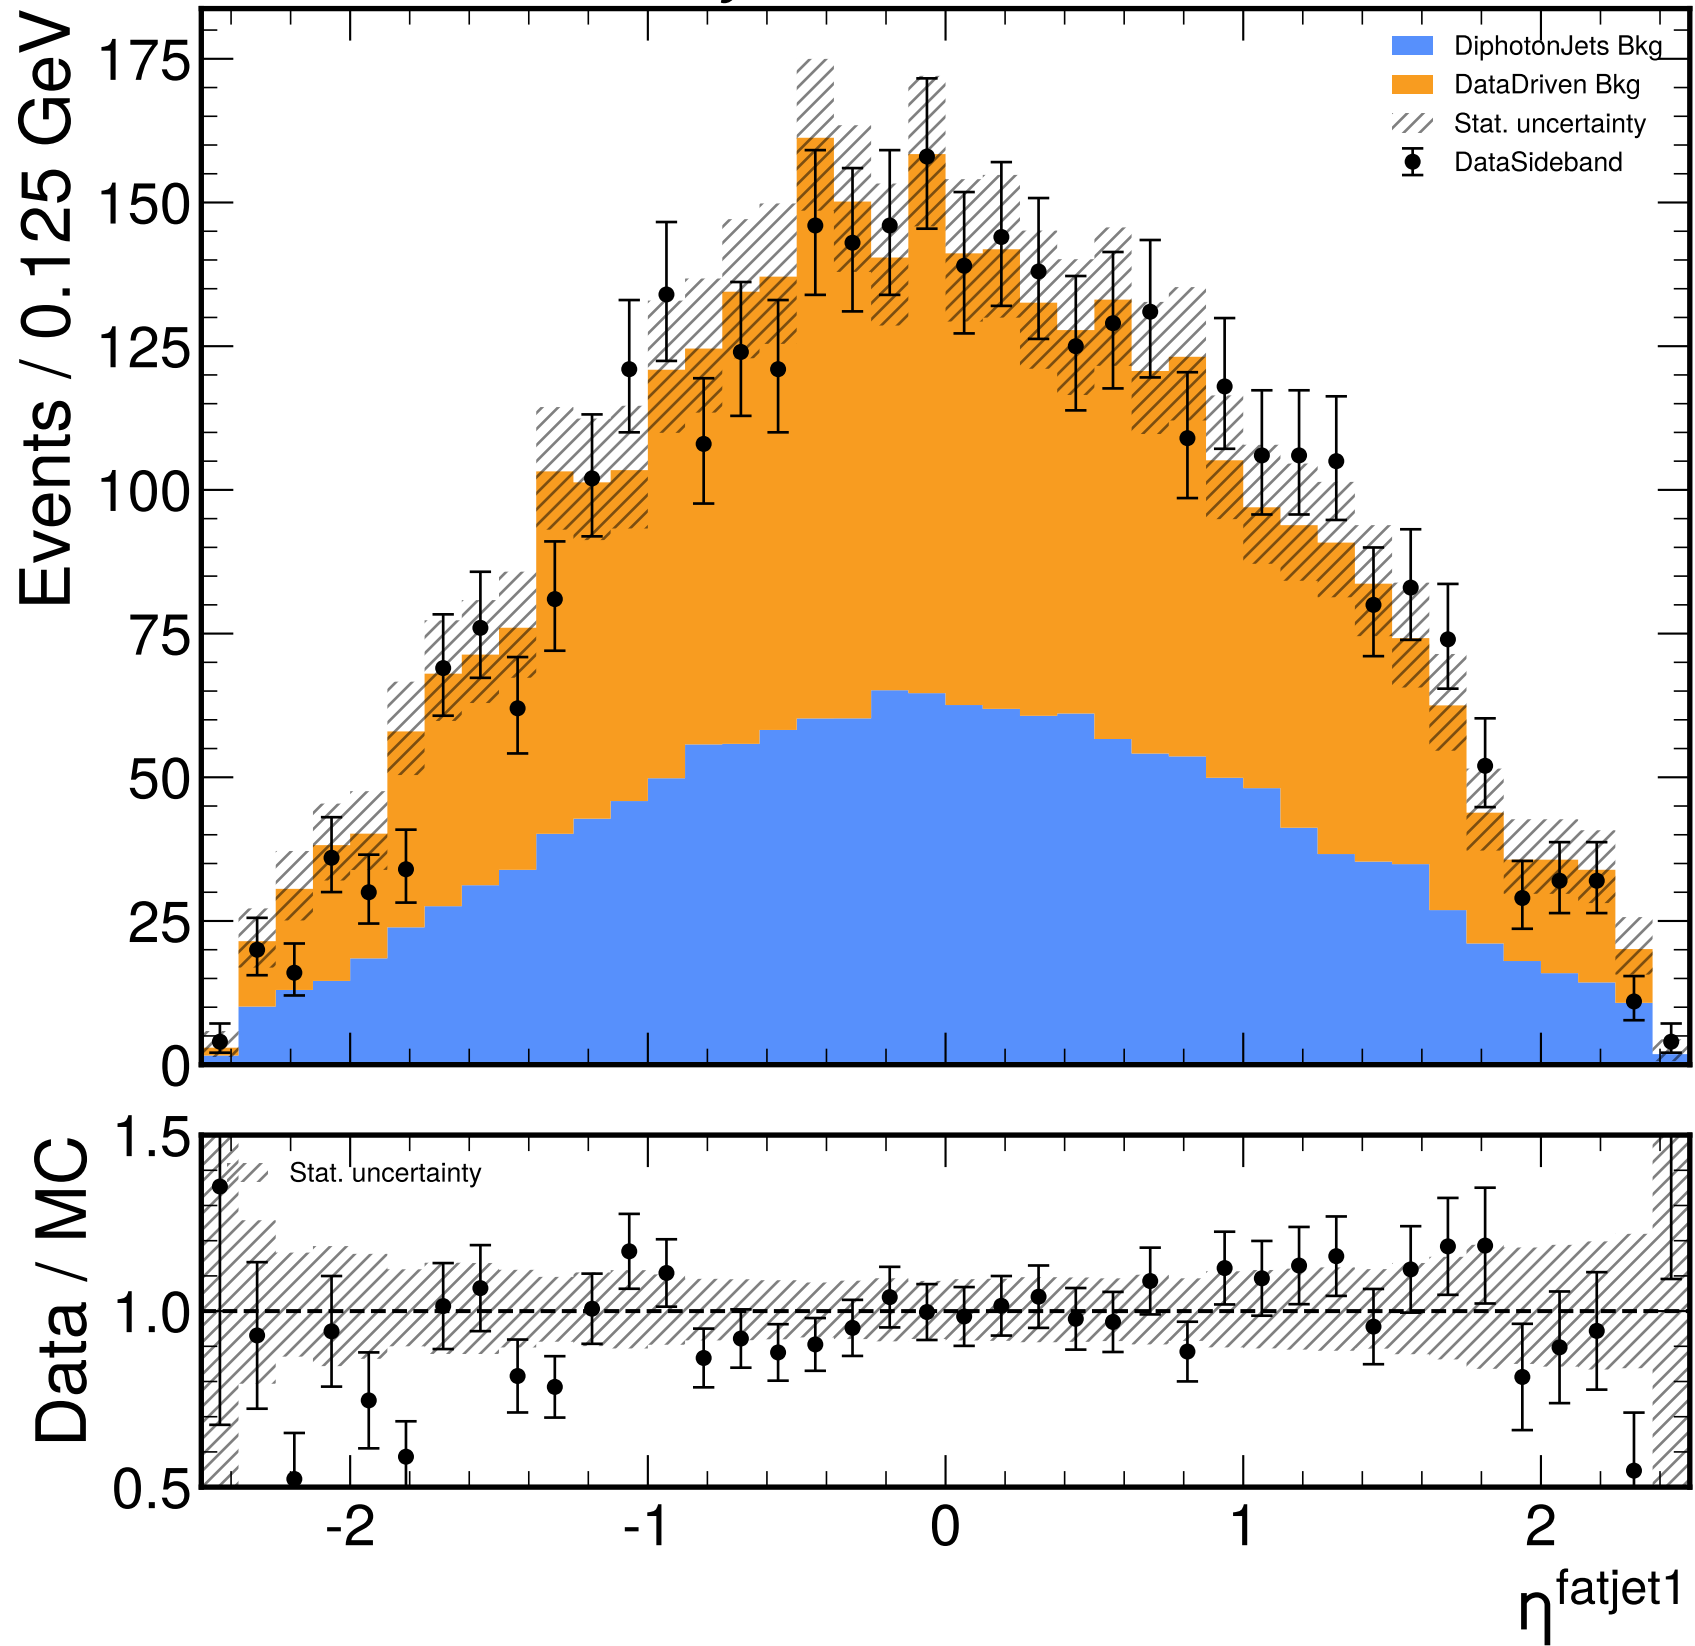 Events / 0.125 GeV
175
150
125
100
75
50
25
0
DiphotonJets Bkg
DataDriven Bkg
Stat. uncertainty
DataSideband
Data / MC
1.5
1.0
0.5
Stat. uncertainty
-2 -1 0 1 2
η^fatjet1